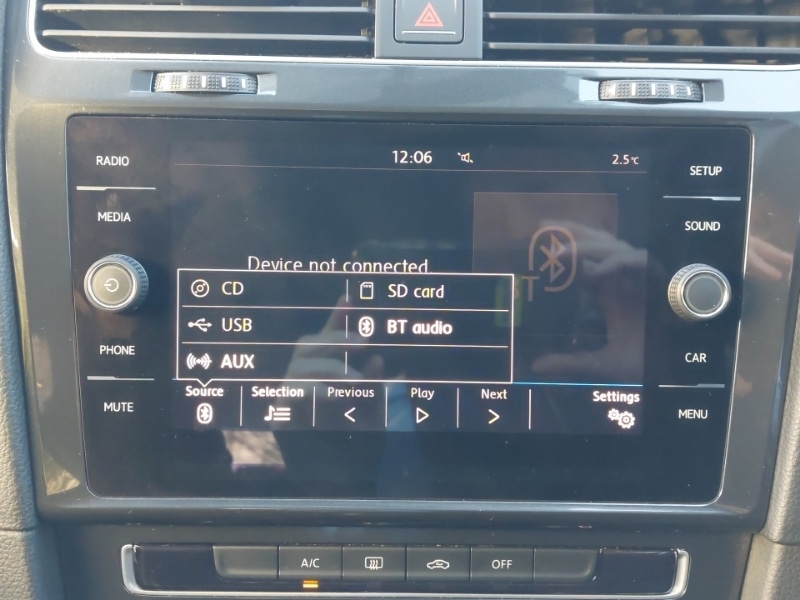 RADIO
MEDIA
PHONE
MUTE
12:06 2.5°C
Device not connected
BT
CD SD card
USB BT audio
AUX
Source Selection Previous Play Next Settings
SETUP
SOUND
CAR
MENU
A/C OFF